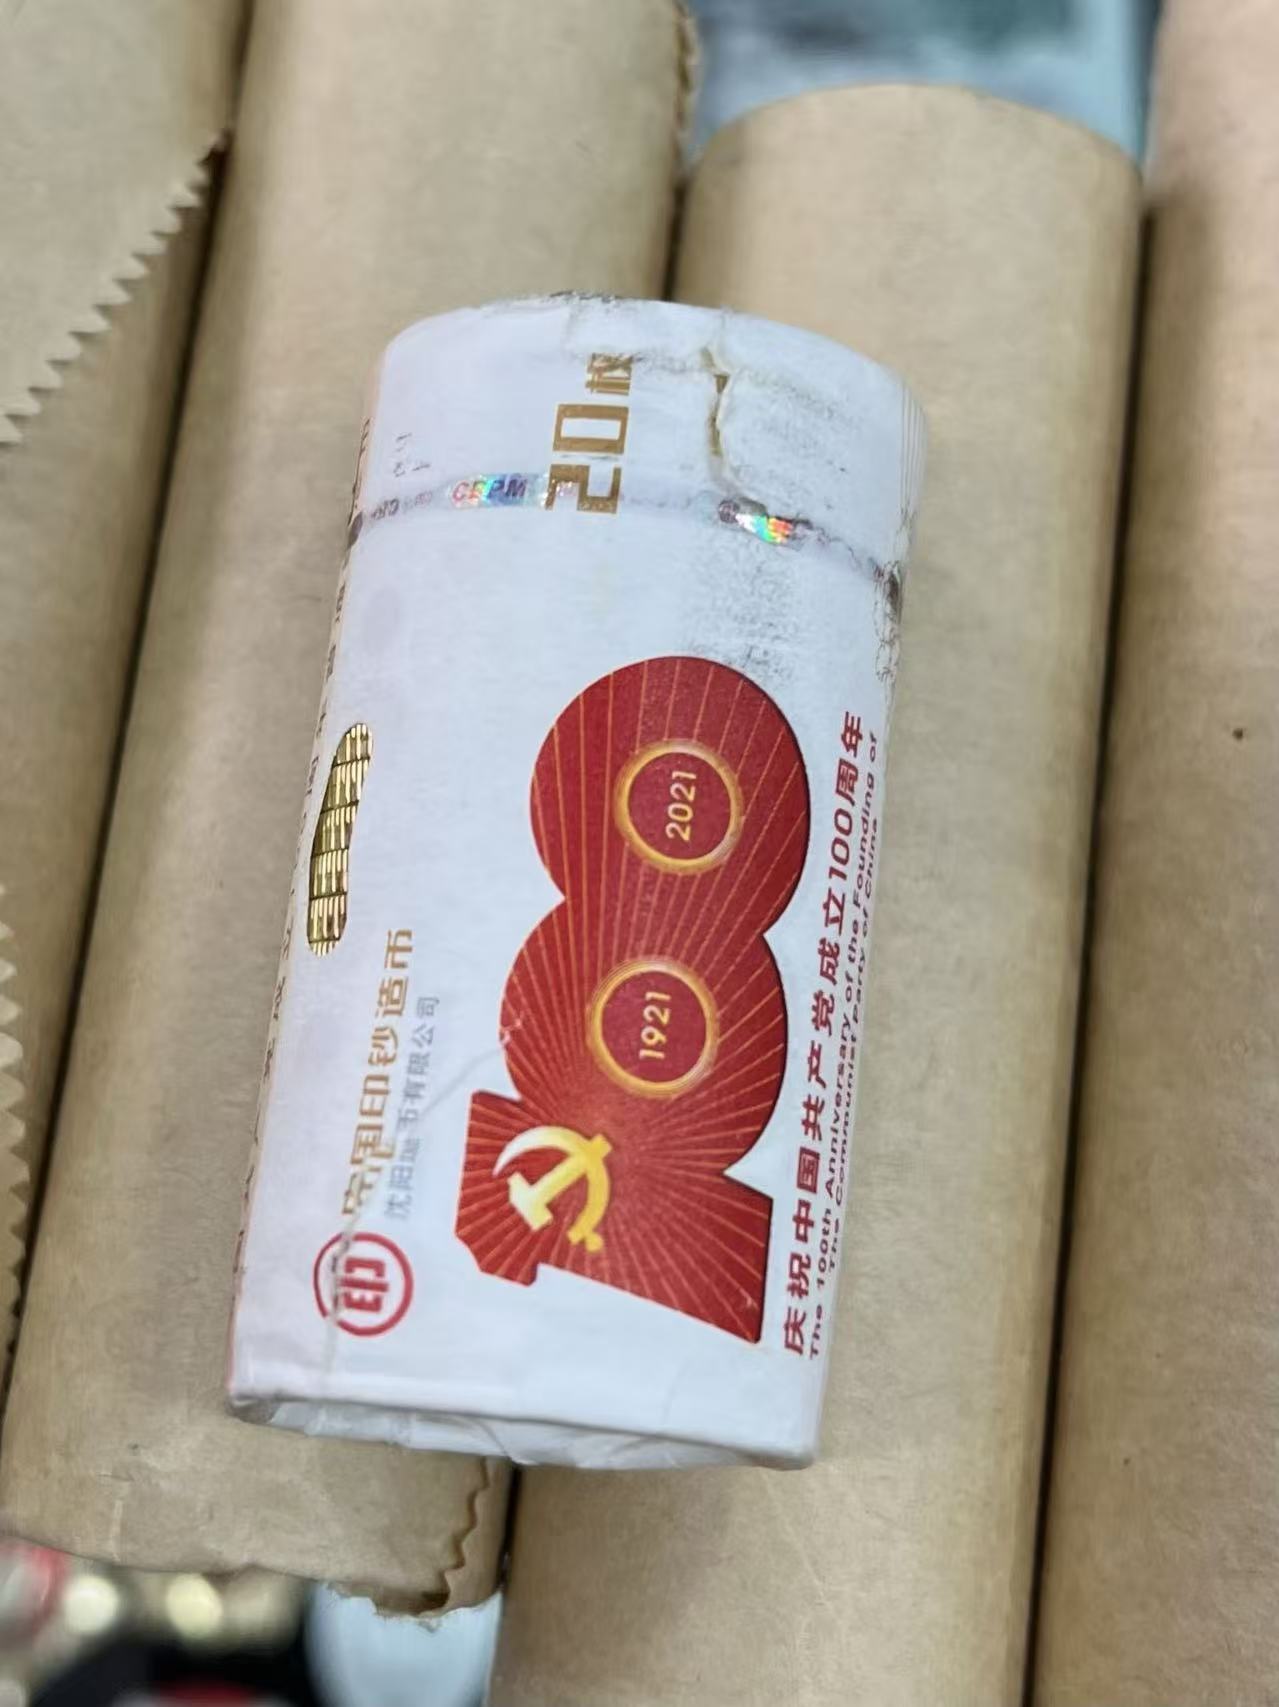 20枚
CBPM
2021
1921
庆祝中国共产党成立100周年
The 100th Anniversary of the Founding of
The Communist Party of China
中国印钞造币
沈阳造币有限公司
印